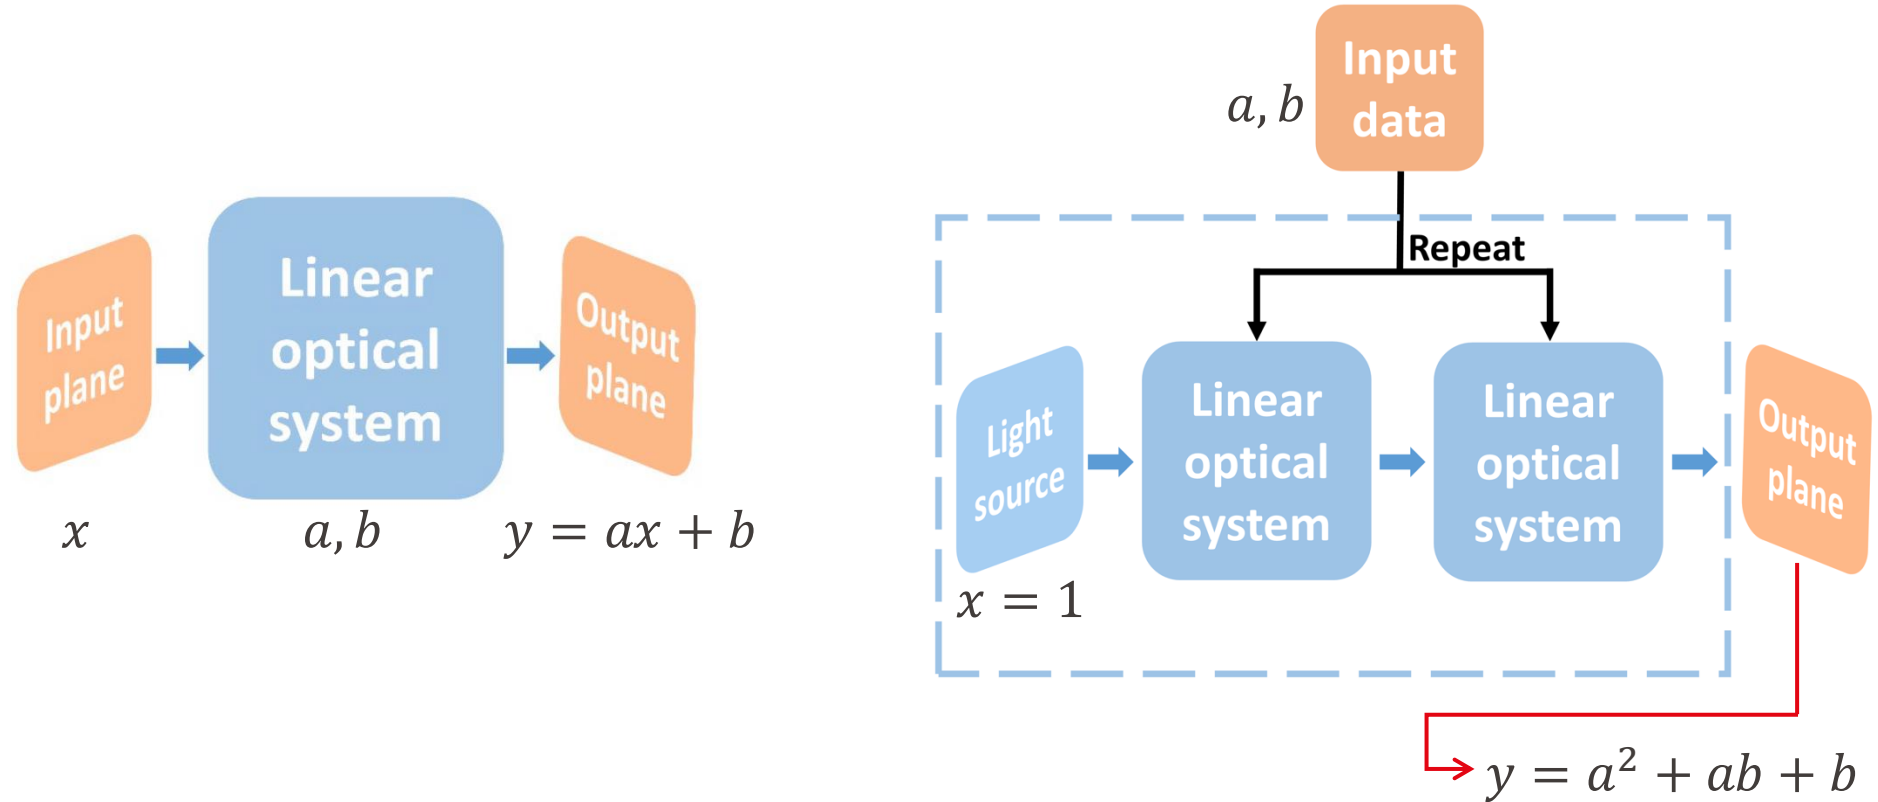 Input
plane
Linear
optical
system
Output
plane
x
a, b
y = ax + b
Input
data
a, b
Repeat
Light
source
Linear
optical
system
Linear
optical
system
Output
plane
x = 1
y = a² + ab + b